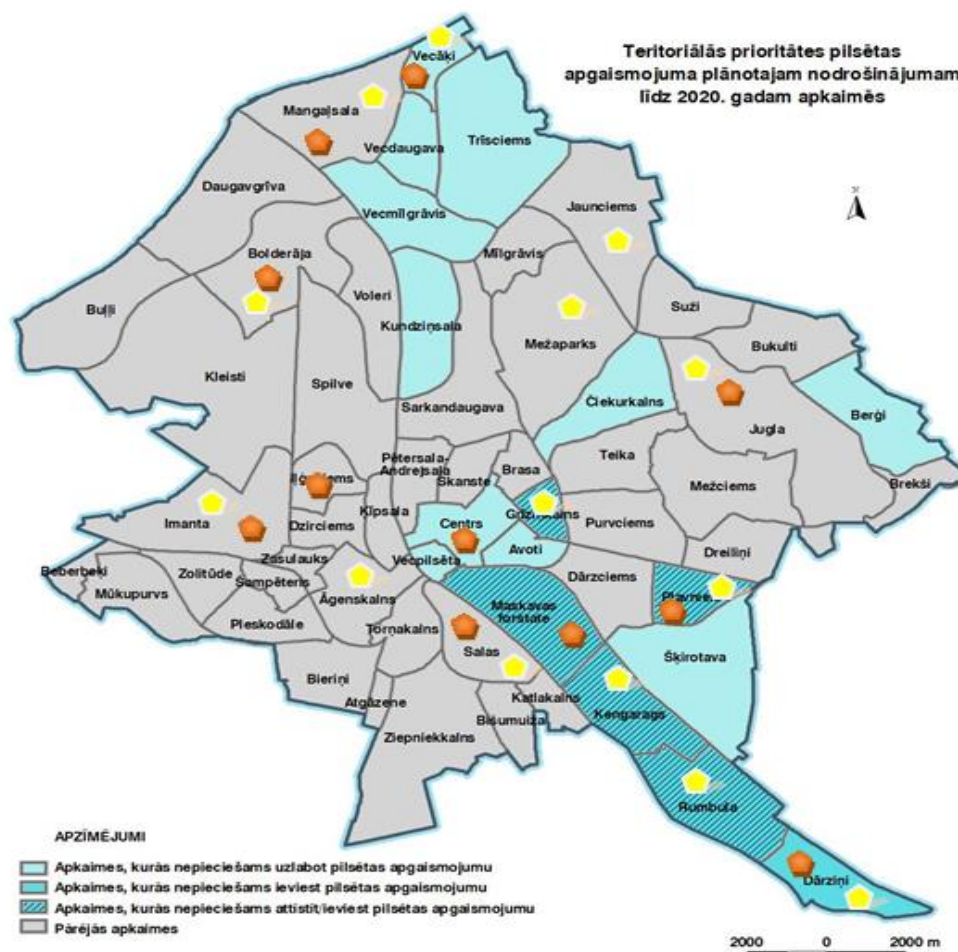 Teritoriālās prioritātes pilsētas
apgaismojuma plānotajam nodrošinājumam
līdz 2020. gadam apkaimēs
Vecāķi
Mangaļsala
Vecdaugava
Trīsciems
Daugavgrīva
Vecmīlgrāvis
Jaunciems
Bolderāja
Mīlgrāvis
Voleri
Suži
Buļļi
Kundziņsala
Mežaparks
Bukulti
Kleisti
Spilve
Čiekurkalns
Berģi
Sarkandaugava
Jugla
Pētersala-
Andrejsala
Brasa
Teika
Skanste
Mežciems
Brekši
Imanta
Dzirciems
Ķīpsala
Centrs
Purvciems
Avoti
Dreiliņi
Zasulauks
Vecpilsēta
Beberbeķi
Zolitūde
Šampēteris
Dārzciems
Mūkupurvs
Āgenskalns
Maskavas
forštate
Pleskodāle
Torņakalns
Salas
Šķirotava
Bieriņi
Katlakalns
Atgāzene
Ķengarags
Bišumuiža
Ziepniekkalns
Rumbula
Dārziņi
APZĪMĒJUMI
Apkaimes, kurās nepieciešams uzlabot pilsētas apgaismojumu
Apkaimes, kurās nepieciešams ieviest pilsētas apgaismojumu
Apkaimes, kurās nepieciešams attīstīt/ieviest pilsētas apgaismojumu
Pārējās apkaimes
2000 0 2000 m